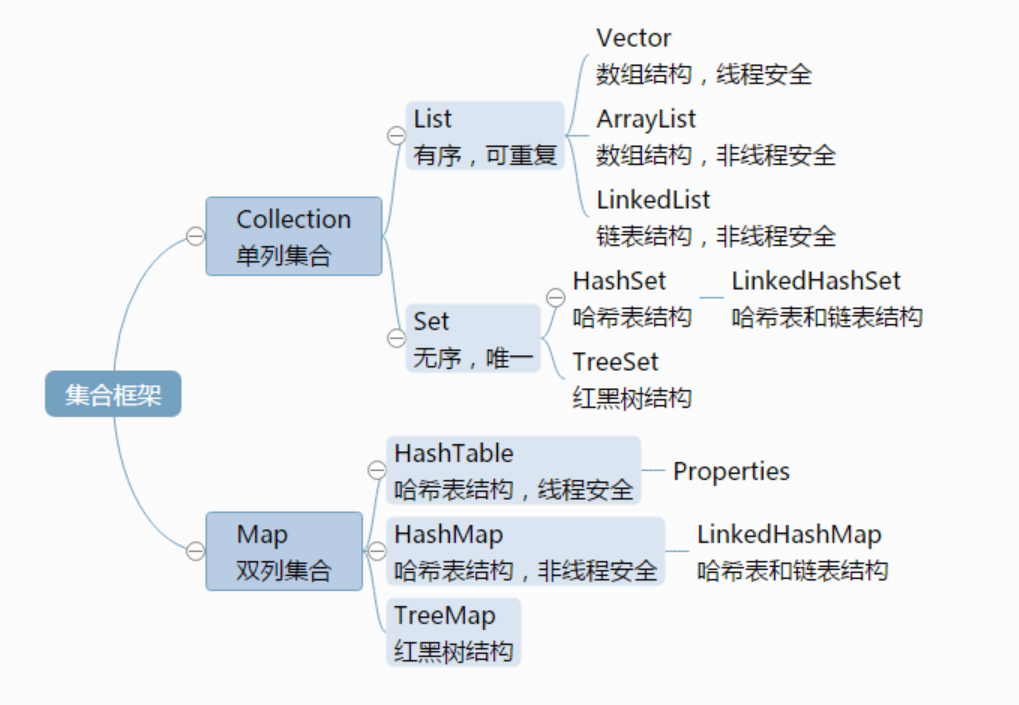 集合框架
Collection
单列集合
List
有序，可重复
Vector
数组结构，线程安全
ArrayList
数组结构，非线程安全
LinkedList
链表结构，非线程安全
Set
无序，唯一
HashSet
哈希表结构
LinkedHashSet
哈希表和链表结构
TreeSet
红黑树结构
Map
双列集合
HashTable
哈希表结构，线程安全
Properties
HashMap
哈希表结构，非线程安全
LinkedHashMap
哈希表和链表结构
TreeMap
红黑树结构